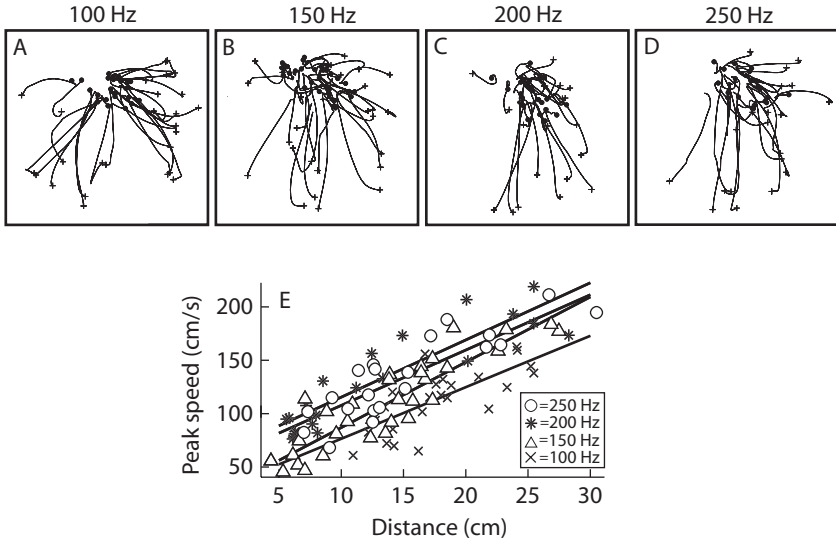 100 Hz 150 Hz 200 Hz 250 Hz
A B C D
E
Peak speed (cm/s)
200
150
100
50
5 10 15 20 25 30
Distance (cm)
=250 Hz
=200 Hz
=150 Hz
=100 Hz